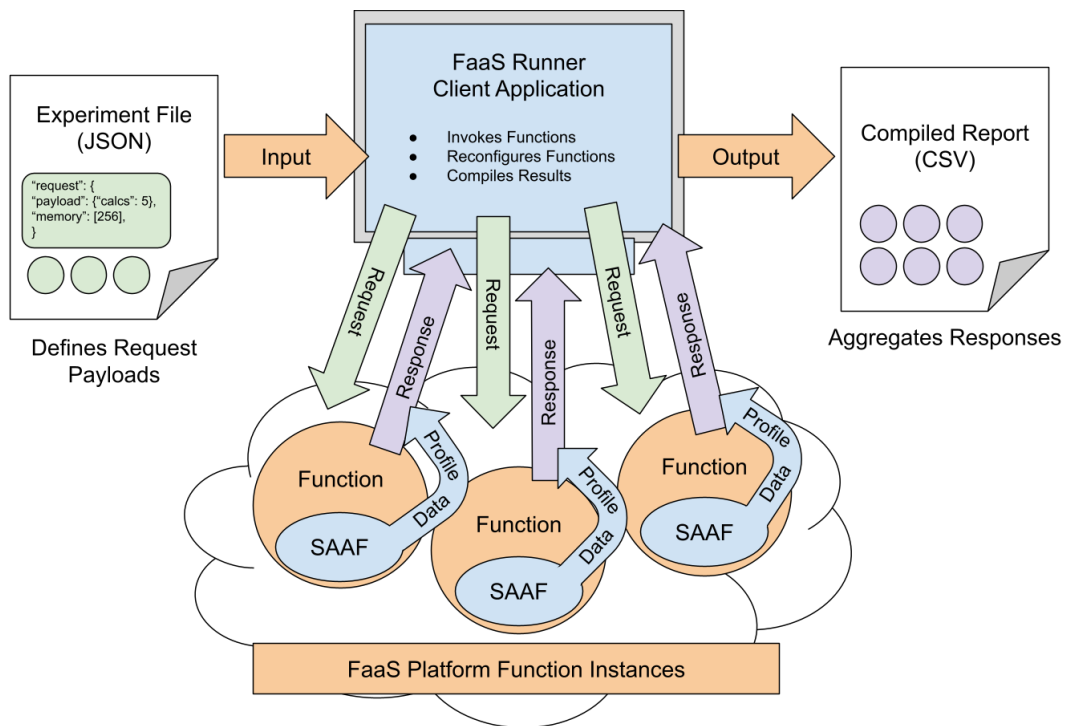 Experiment File
(JSON)
“request”: {
“payload”: {“calcs”: 5},
“memory”: [256],
}
Defines Request
Payloads
Input
FaaS Runner
Client Application
● Invokes Functions
● Reconfigures Functions
● Compiles Results
Output
Compiled Report
(CSV)
Aggregates Responses
Request
Response
Request
Response
Request
Response
Function
SAAF
Profile
Data
Function
SAAF
Profile
Data
Function
SAAF
Profile
Data
FaaS Platform Function Instances